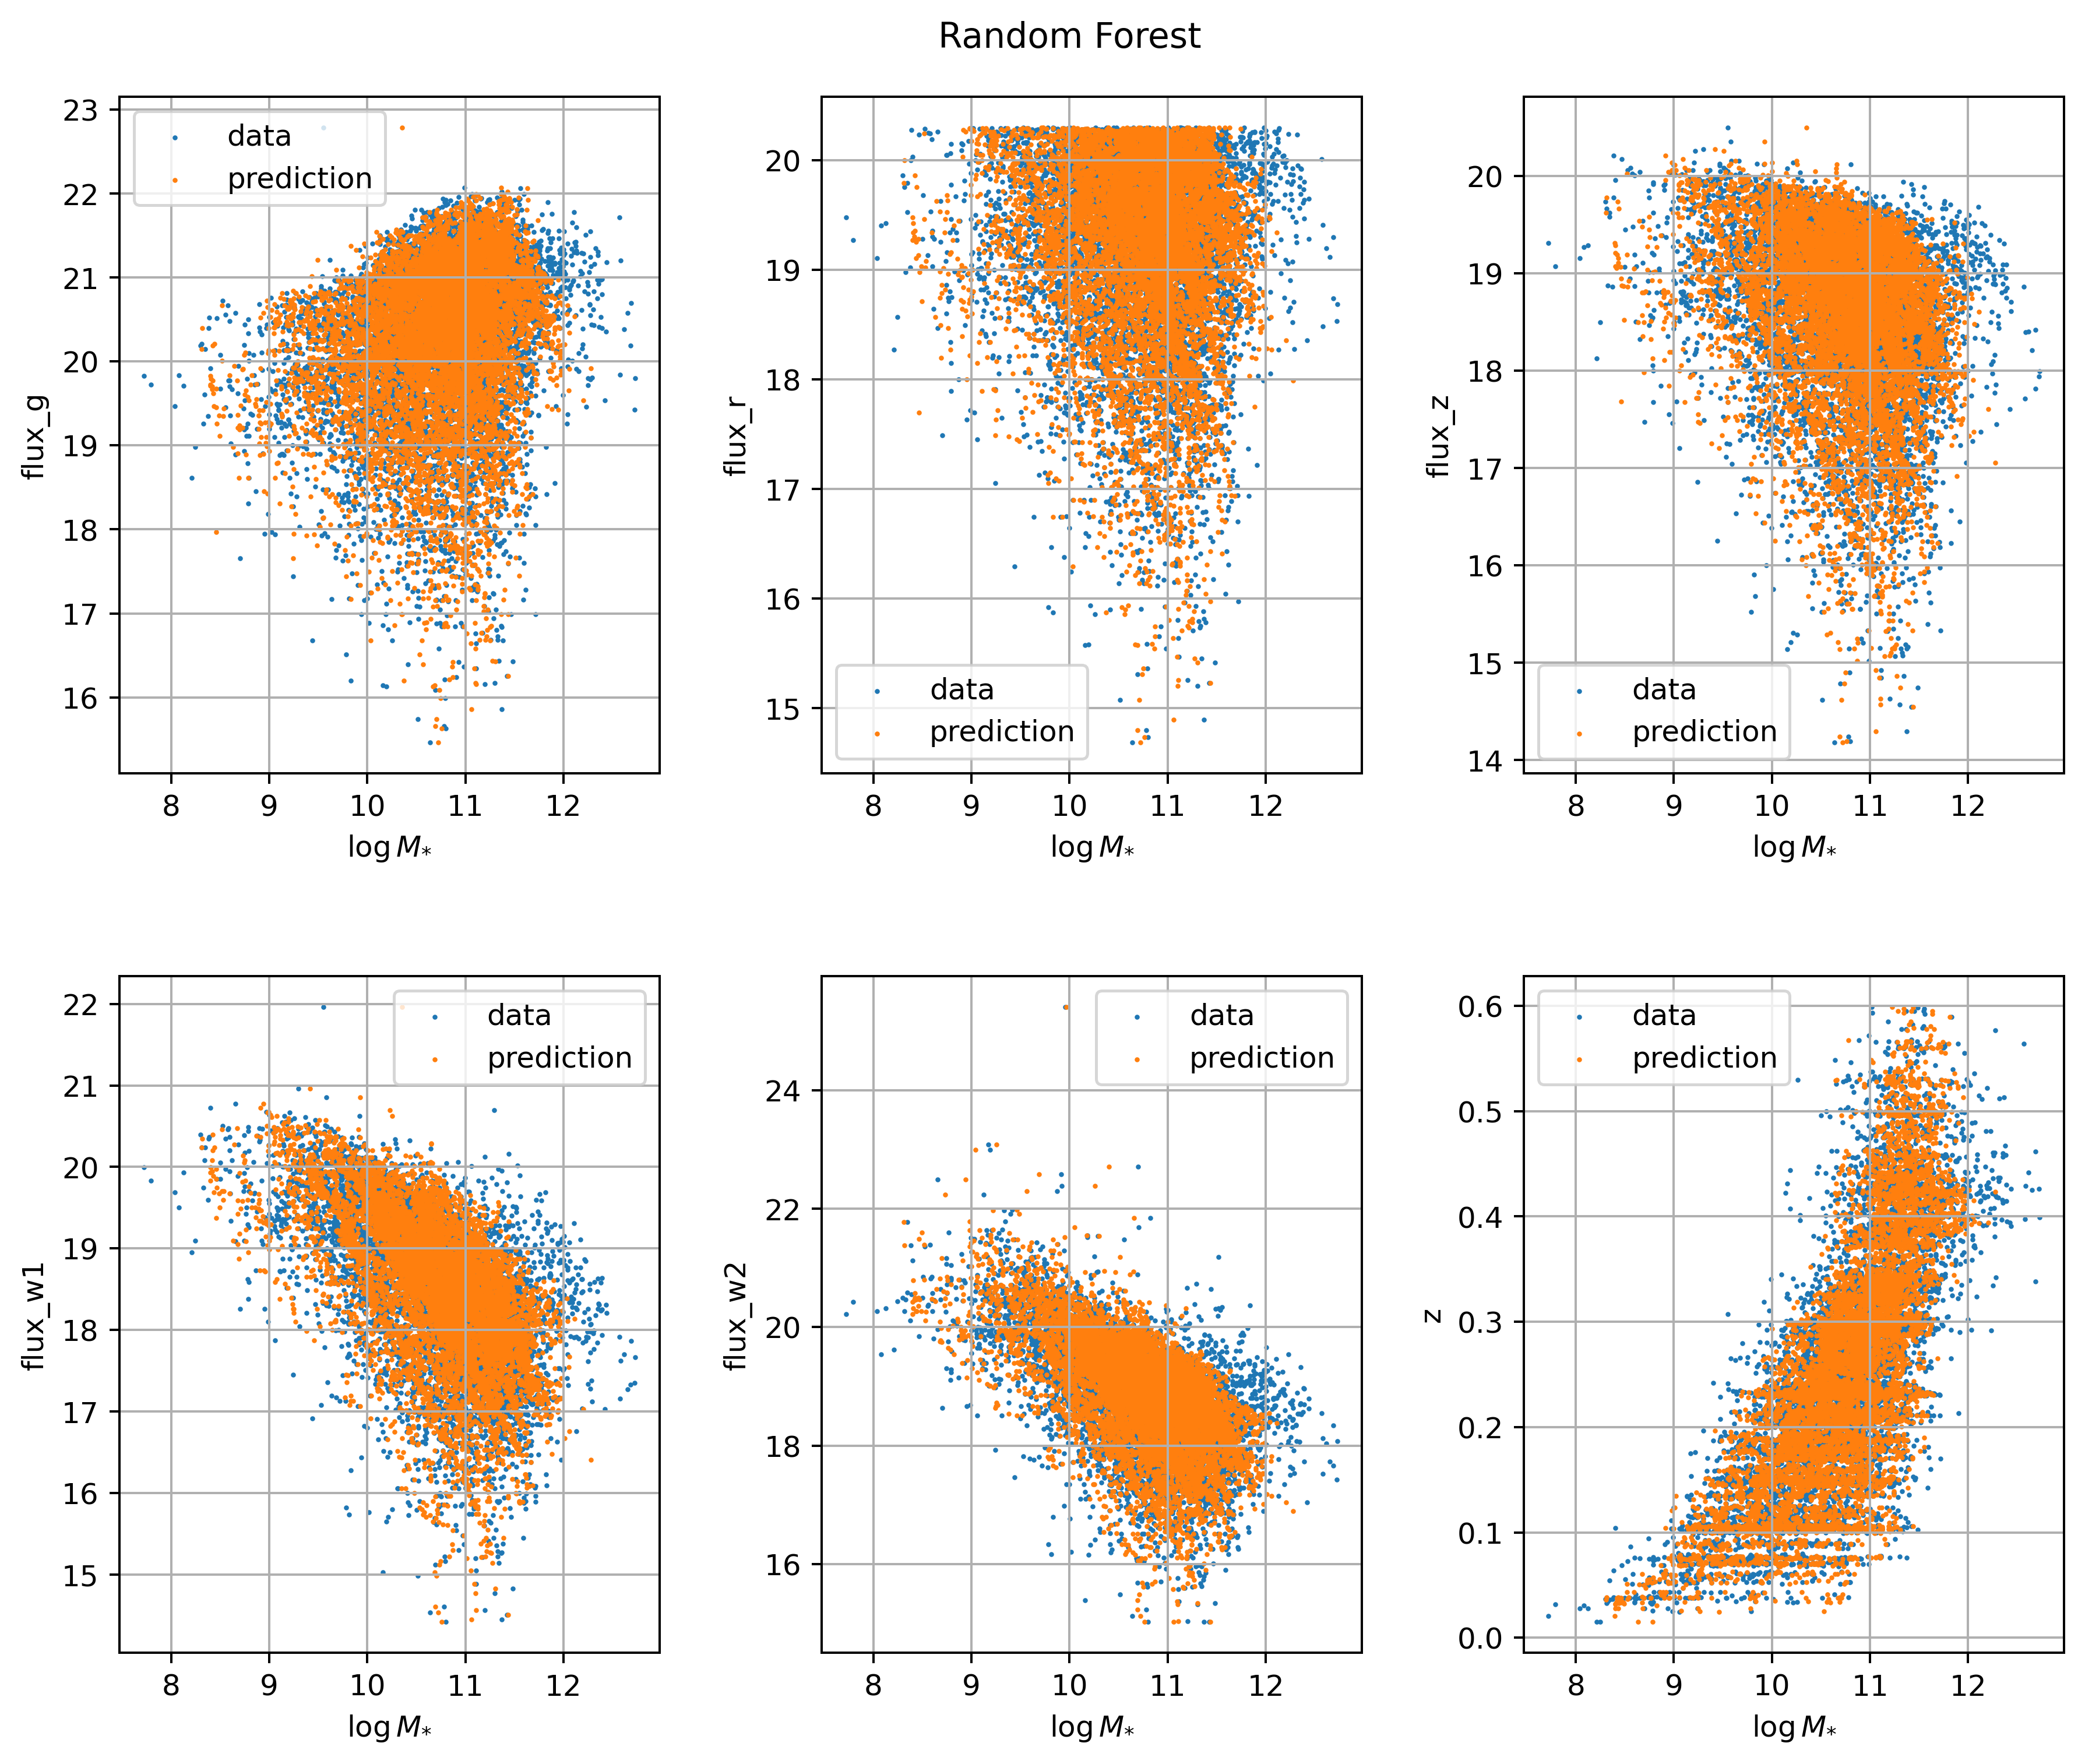 Random Forest
23
22
21
20
19
18
17
16
flux_g
data
prediction
8 9 10 11 12
log M*
20
19
18
17
16
15
flux_r
data
prediction
8 9 10 11 12
log M*
20
19
18
17
16
15
14
flux_z
data
prediction
8 9 10 11 12
log M*
22
21
20
19
18
17
16
15
flux_w1
data
prediction
8 9 10 11 12
log M*
24
22
20
18
16
flux_w2
data
prediction
8 9 10 11 12
log M*
0.6
0.5
0.4
0.3
0.2
0.1
0.0
z
data
prediction
8 9 10 11 12
log M*